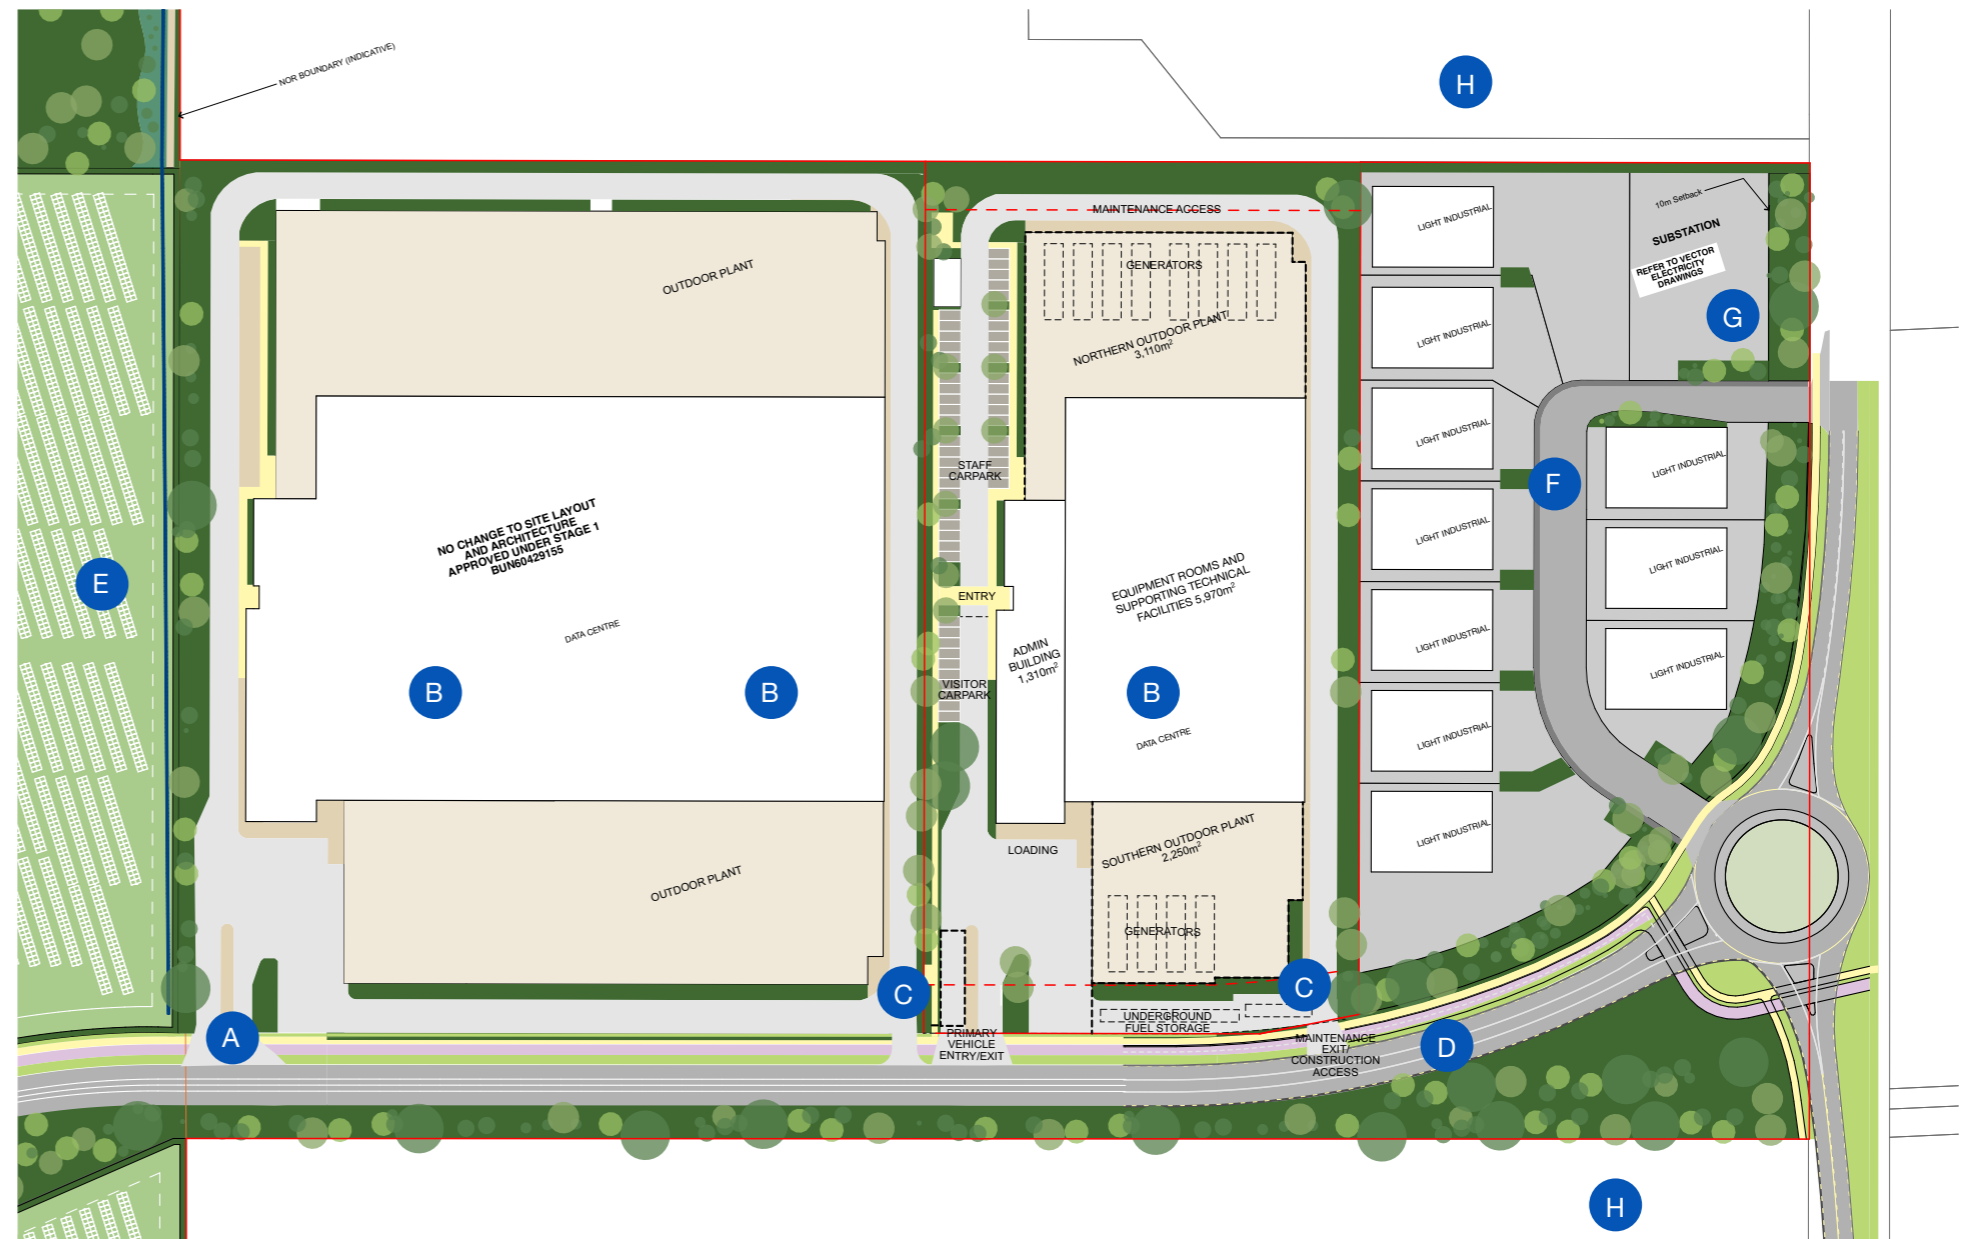 NOR BOUNDARY (INDICATIVE)
H
MAINTENANCE ACCESS
LIGHT INDUSTRIAL
10m Setback
SUBSTATION
REFER TO VECTOR
ELECTRICITY
DRAWINGS
G
OUTDOOR PLANT
GENERATORS
NORTHERN OUTDOOR PLANT
3,110m²
LIGHT INDUSTRIAL
STAFF
CARPARK
LIGHT INDUSTRIAL
LIGHT INDUSTRIAL
F
NO CHANGE TO SITE LAYOUT
AND ARCHITECTURE
APPROVED UNDER STAGE 1
BUN60429155
LIGHT INDUSTRIAL
LIGHT INDUSTRIAL
E
ENTRY
EQUIPMENT ROOMS AND
SUPPORTING TECHNICAL
FACILITIES 5,970m²
DATA CENTRE
ADMIN
BUILDING
1,310m²
LIGHT INDUSTRIAL
LIGHT INDUSTRIAL
B
B
VISITOR
CARPARK
B
DATA CENTRE
LIGHT INDUSTRIAL
LOADING
SOUTHERN OUTDOOR PLANT
2,250m²
LIGHT INDUSTRIAL
OUTDOOR PLANT
GENERATORS
C
C
UNDERGROUND
FUEL STORAGE
A
PRIMARY
VEHICLE
ENTRY/EXIT
MAINTENANCE
EXIT/
CONSTRUCTION
ACCESS
D
H